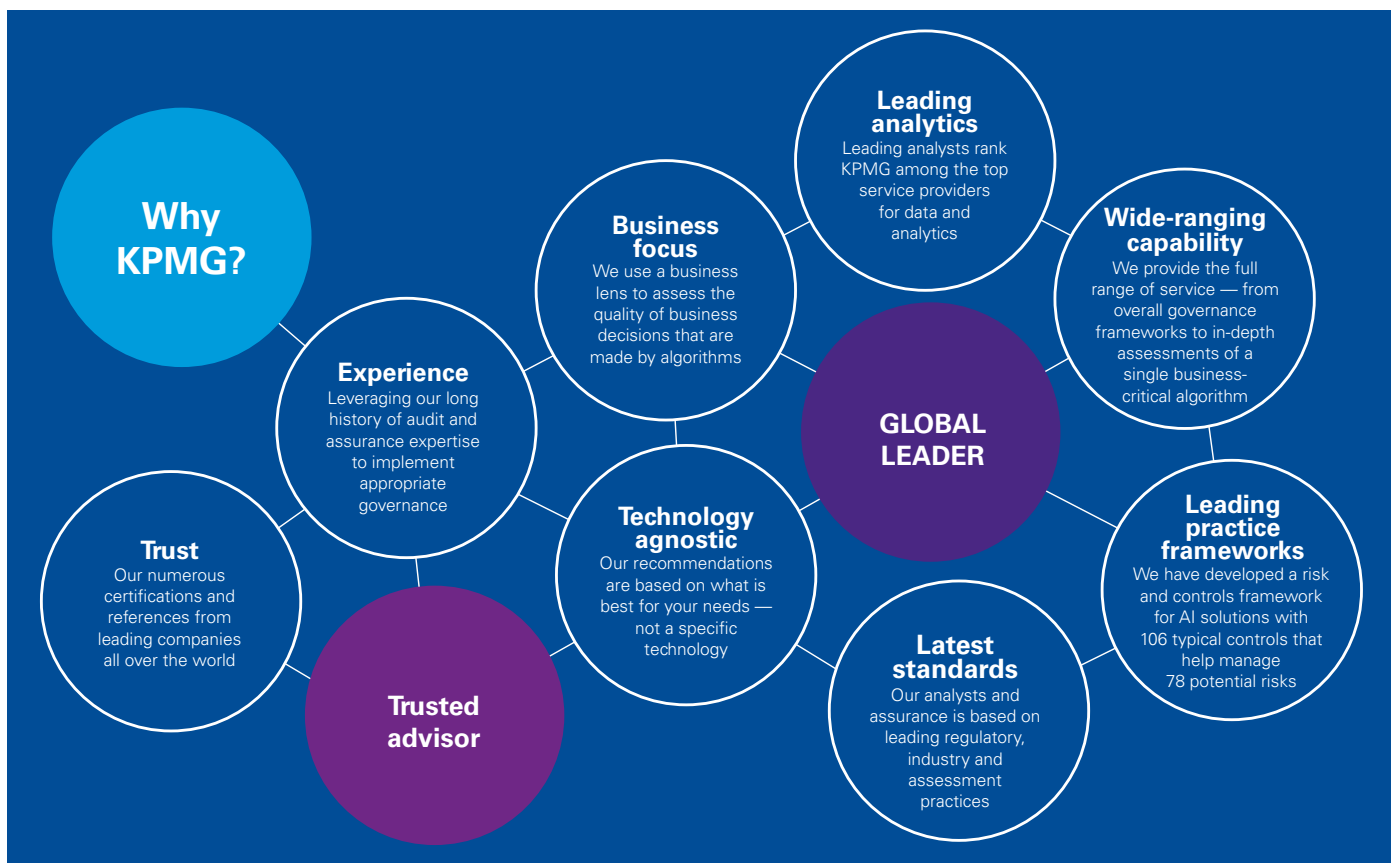 Why
KPMG?
Experience
Leveraging our long
history of audit and
assurance expertise
to implement
appropriate
governance
Trust
Our numerous
certifications and
references from
leading companies
all over the world
Trusted
advisor
Business
focus
We use a business
lens to assess the
quality of business
decisions that are
made by algorithms
Technology
agnostic
Our recommendations
are based on what is
best for your needs —
not a specific
technology
Leading
analytics
Leading analysts rank
KPMG among the top
service providers
for data and
analytics
GLOBAL
LEADER
Wide-ranging
capability
We provide the full
range of service — from
overall governance
frameworks to in-depth
assessments of a
single business-
critical algorithm
Leading
practice
frameworks
We have developed a risk
and controls framework
for AI solutions with
106 typical controls that
help manage
78 potential risks
Latest
standards
Our analysts and
assurance is based on
leading regulatory,
industry and
assessment
practices